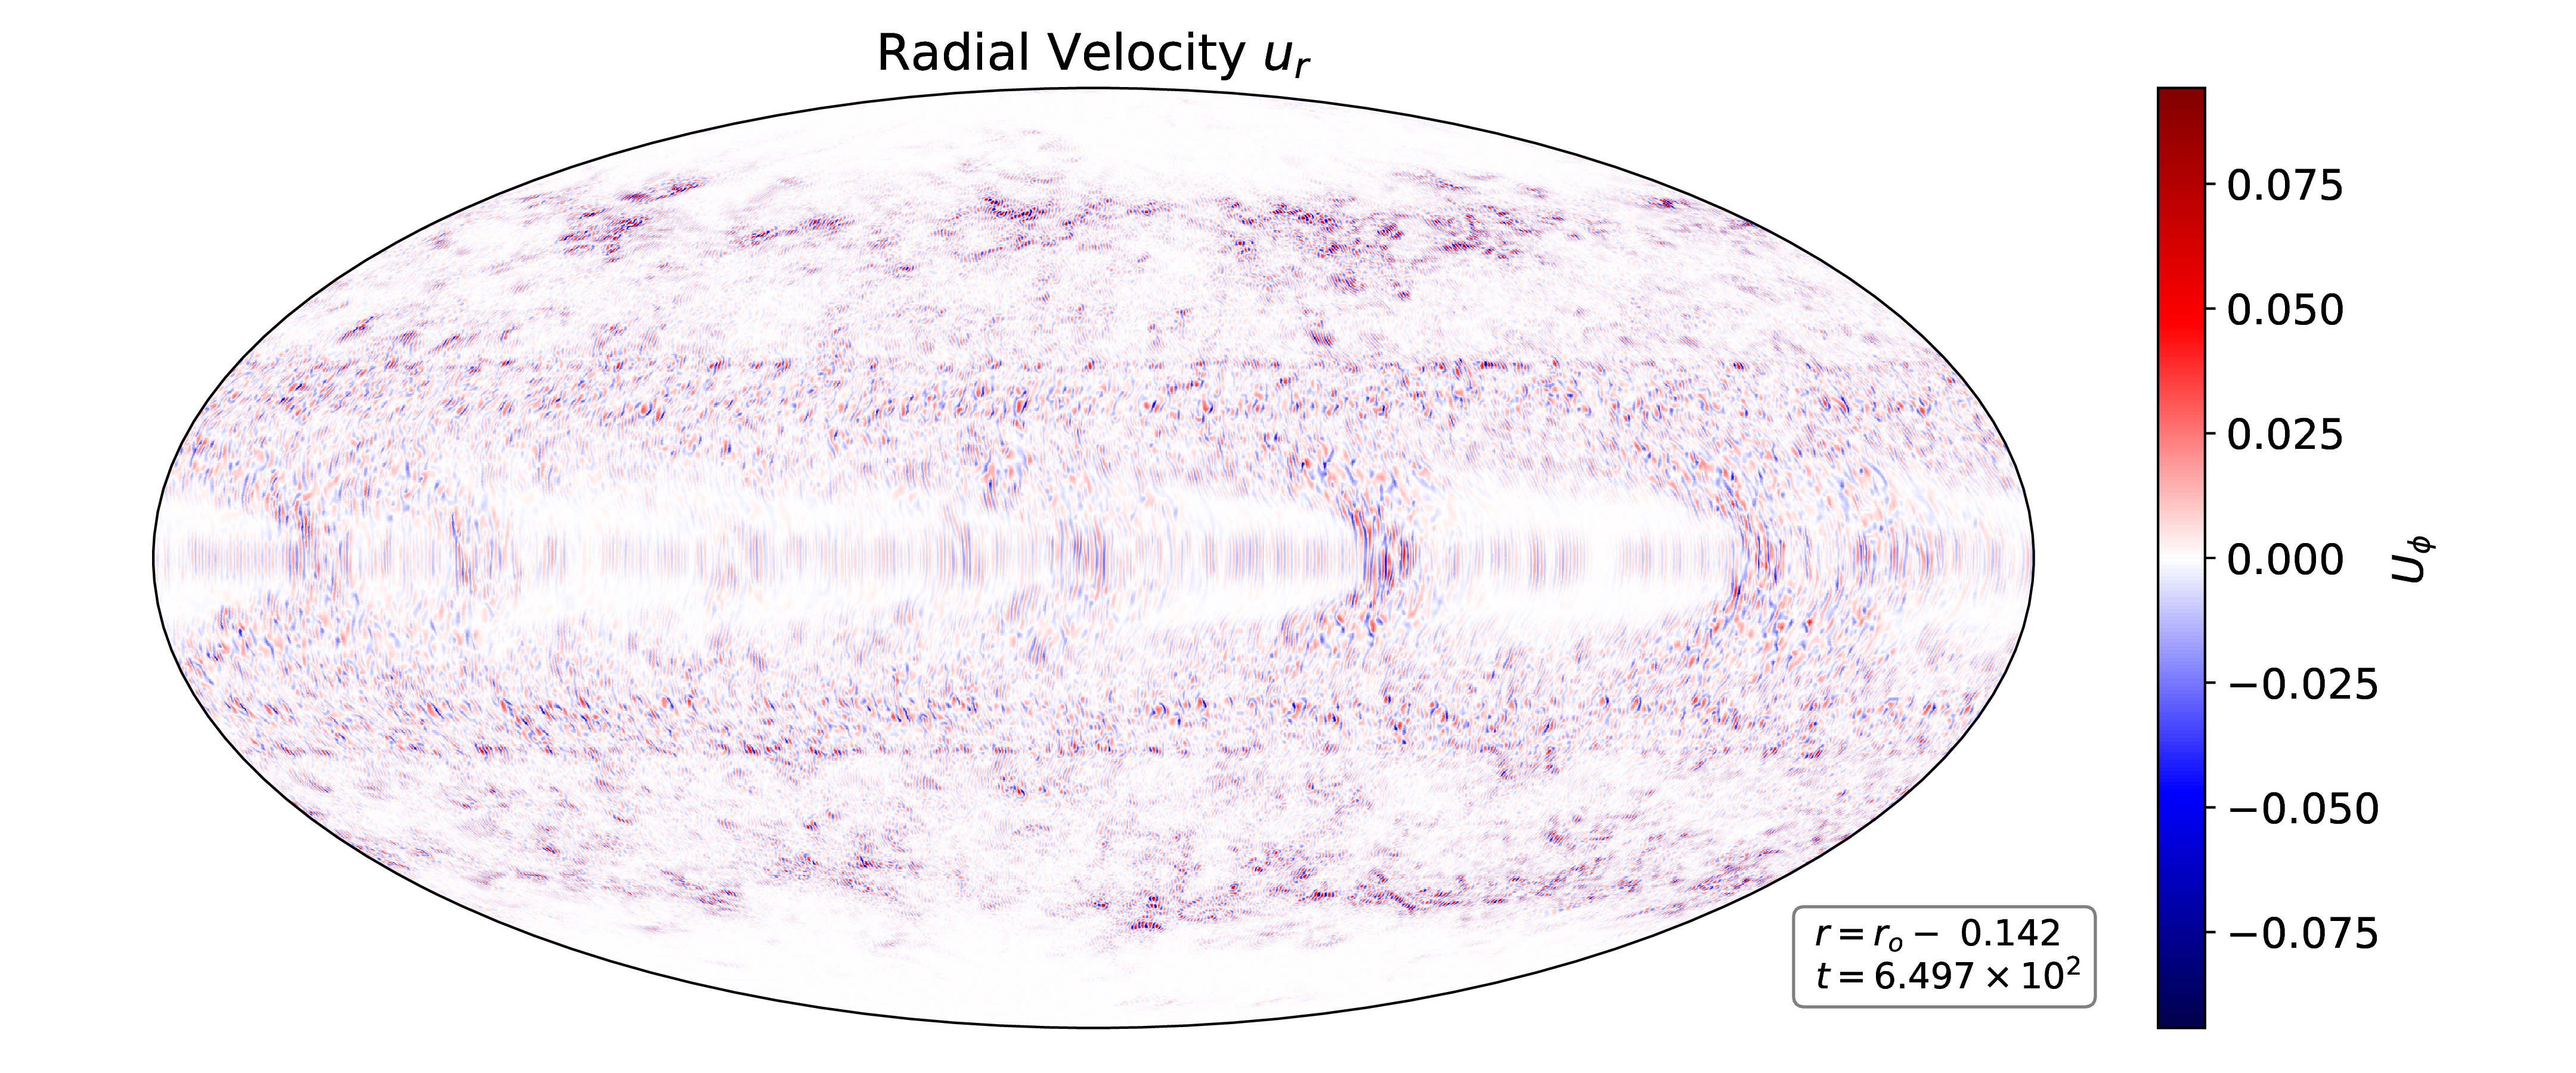 Radial Velocity u_r
0.075
0.050
0.025
0.000
−0.025
−0.050
−0.075
U_ϕ
r = r_o − 0.142
t = 6.497 × 10^2